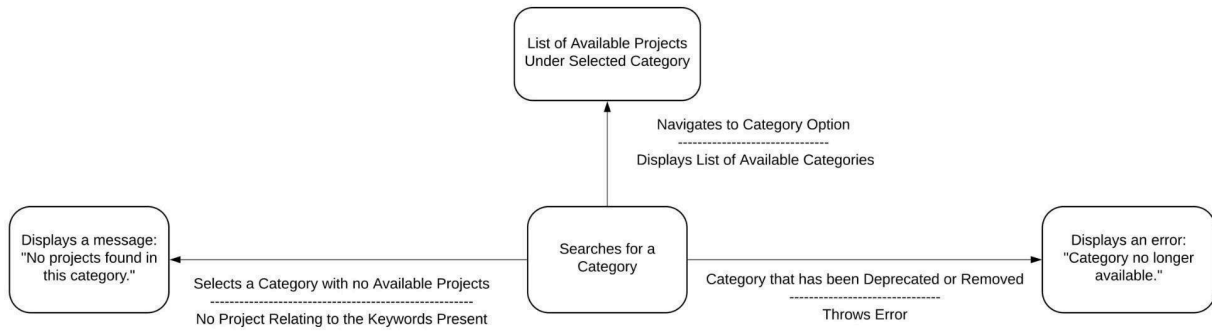 List of Available Projects
Under Selected Category
Navigates to Category Option
Displays List of Available Categories
Displays a message:
"No projects found in
this category."
Selects a Category with no Available Projects
No Project Relating to the Keywords Present
Searches for a
Category
Category that has been Deprecated or Removed
Throws Error
Displays an error:
"Category no longer
available."